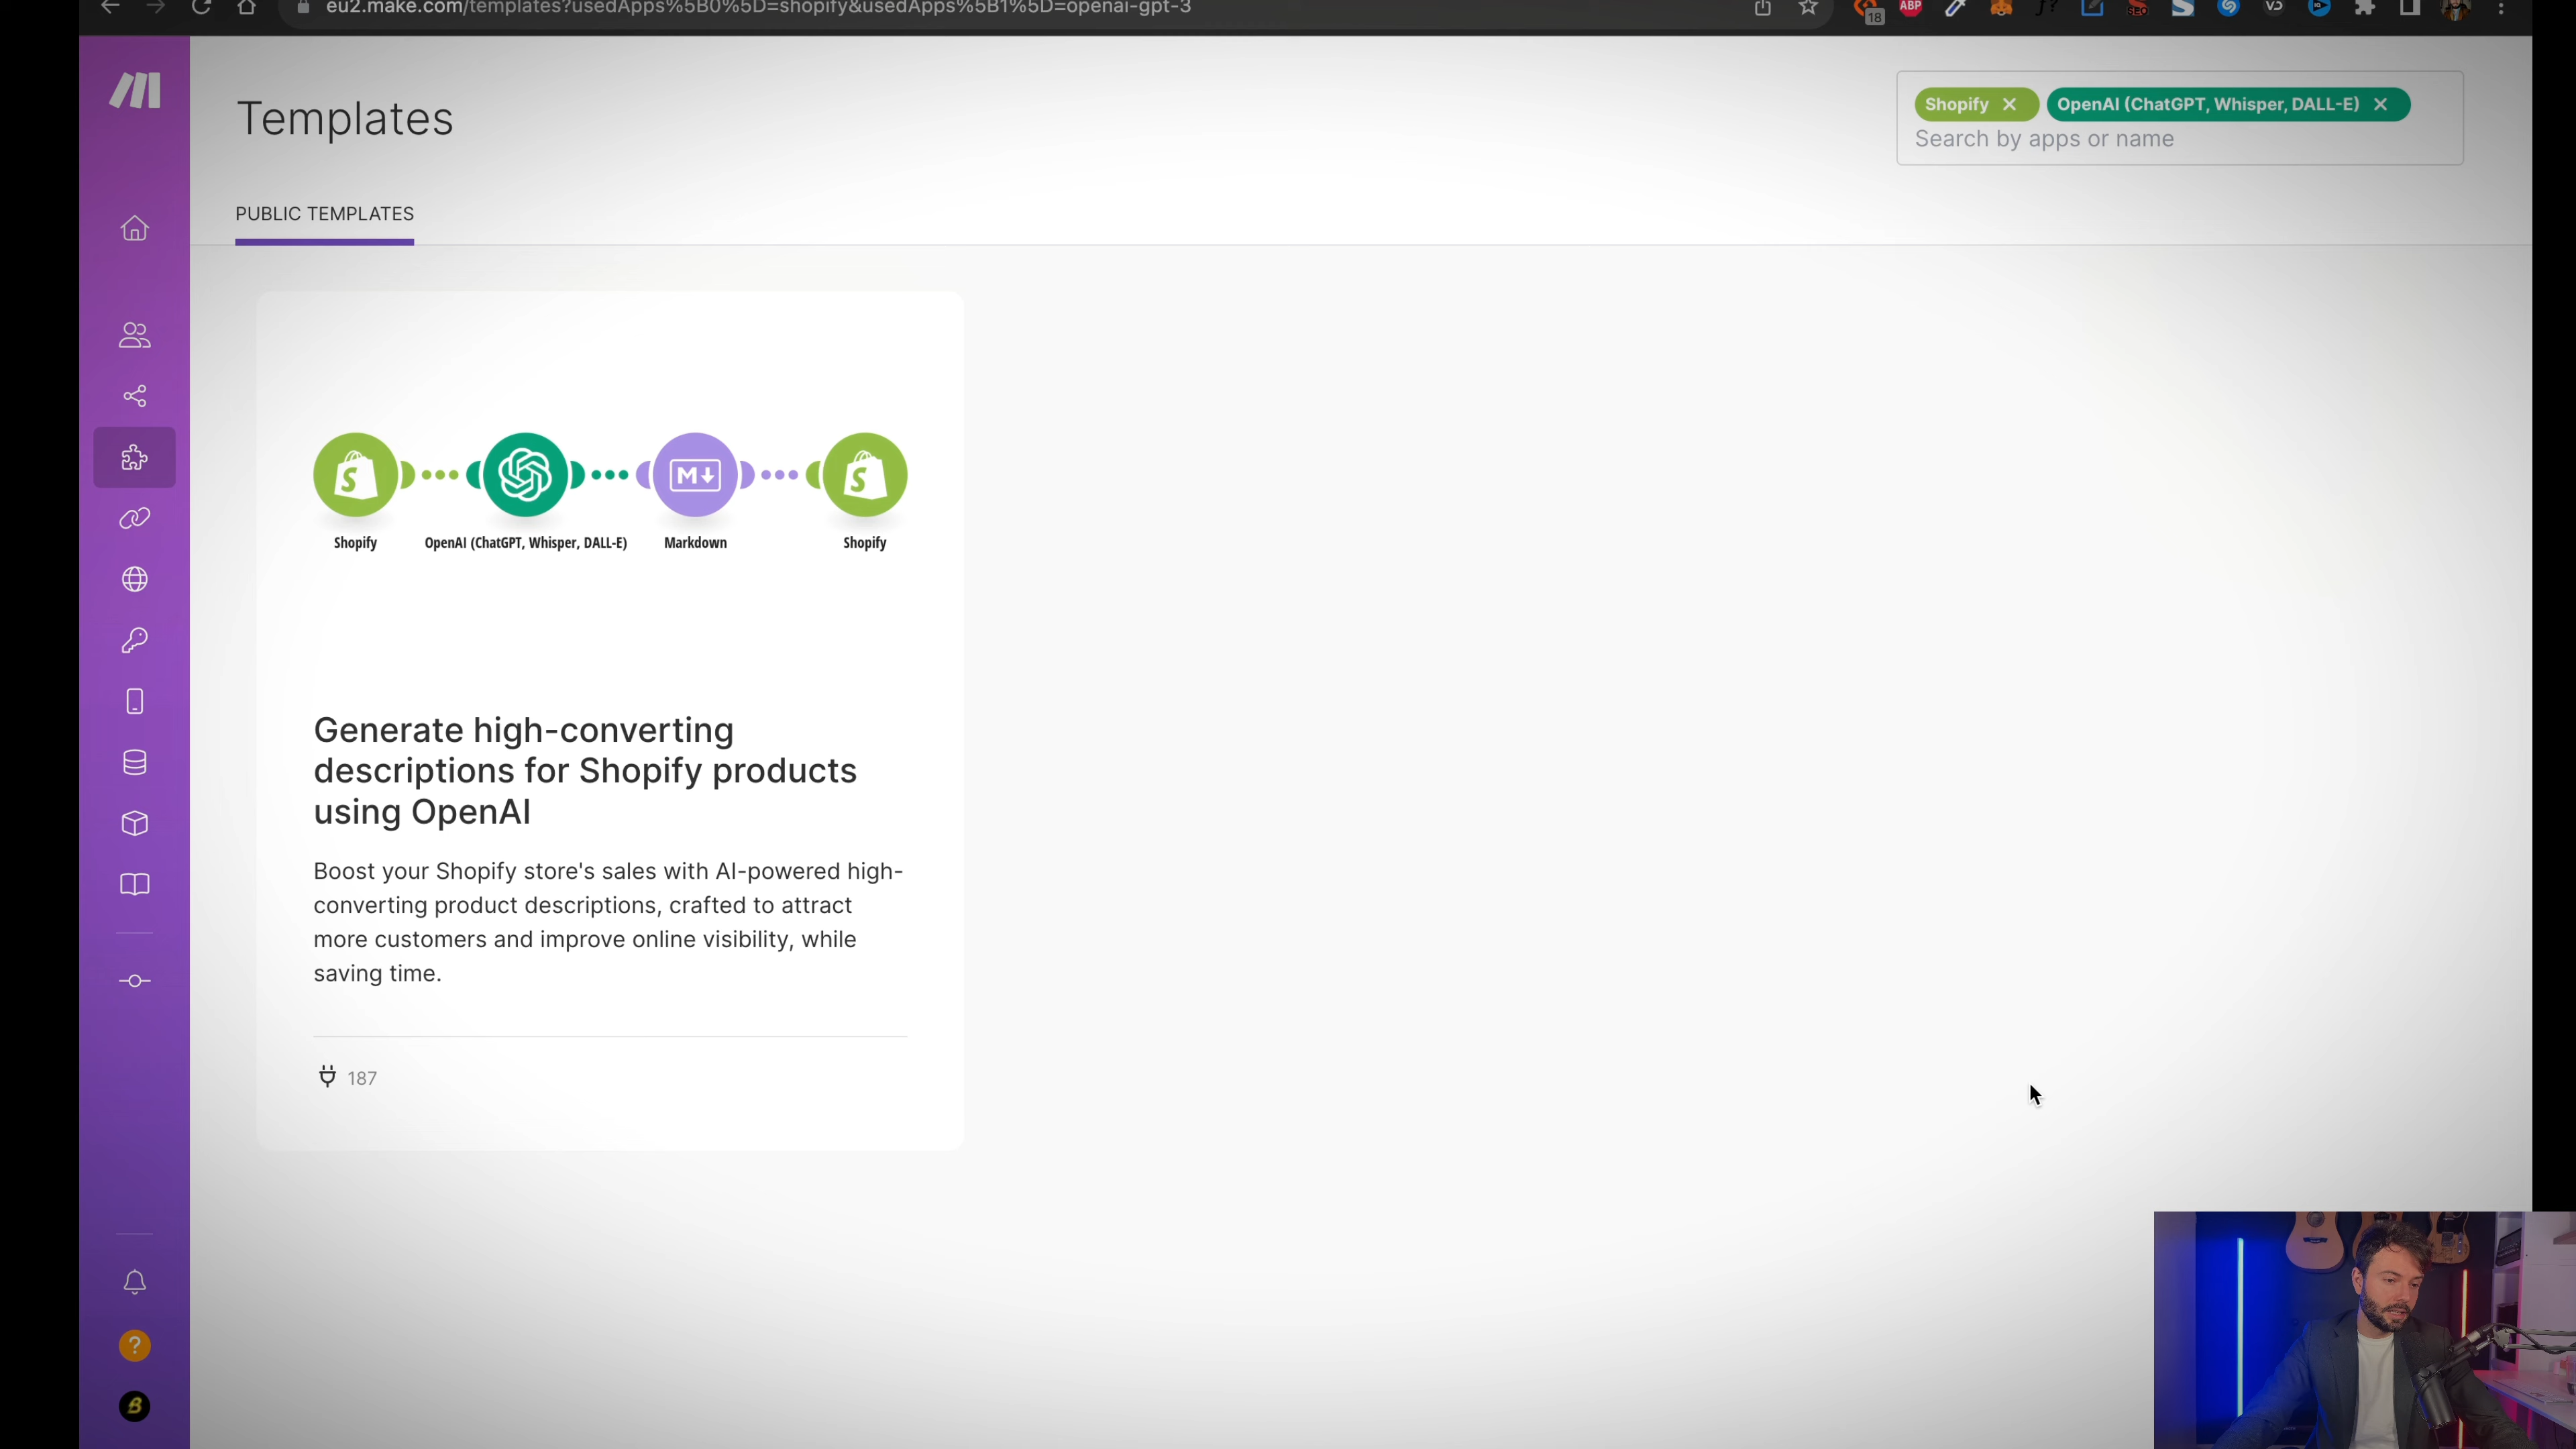 eu2.make.com/templates?usedApps%5B0%5D=shopify&usedApps%5B1%5D=openai-gpt-3
18
ABP
SEO
Templates
Shopify ✕ OpenAI (ChatGPT, Whisper, DALL-E) ✕
Search by apps or name
PUBLIC TEMPLATES
M↓
Shopify OpenAI (ChatGPT, Whisper, DALL-E) Markdown Shopify
Generate high-converting
descriptions for Shopify products
using OpenAI
Boost your Shopify store's sales with AI-powered high-
converting product descriptions, crafted to attract
more customers and improve online visibility, while
saving time.
187
?
B